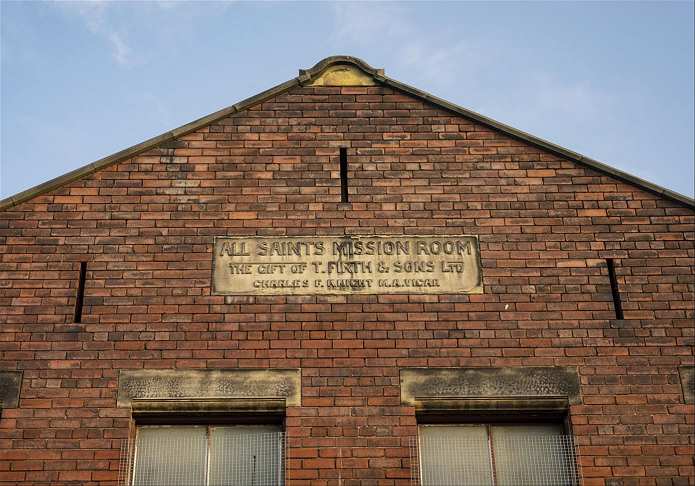 ALL SAINTS MISSION ROOM
THE GIFT OF T. FIRTH & SONS LTD
CHARLES F. KNIGHT M.A. VICAR